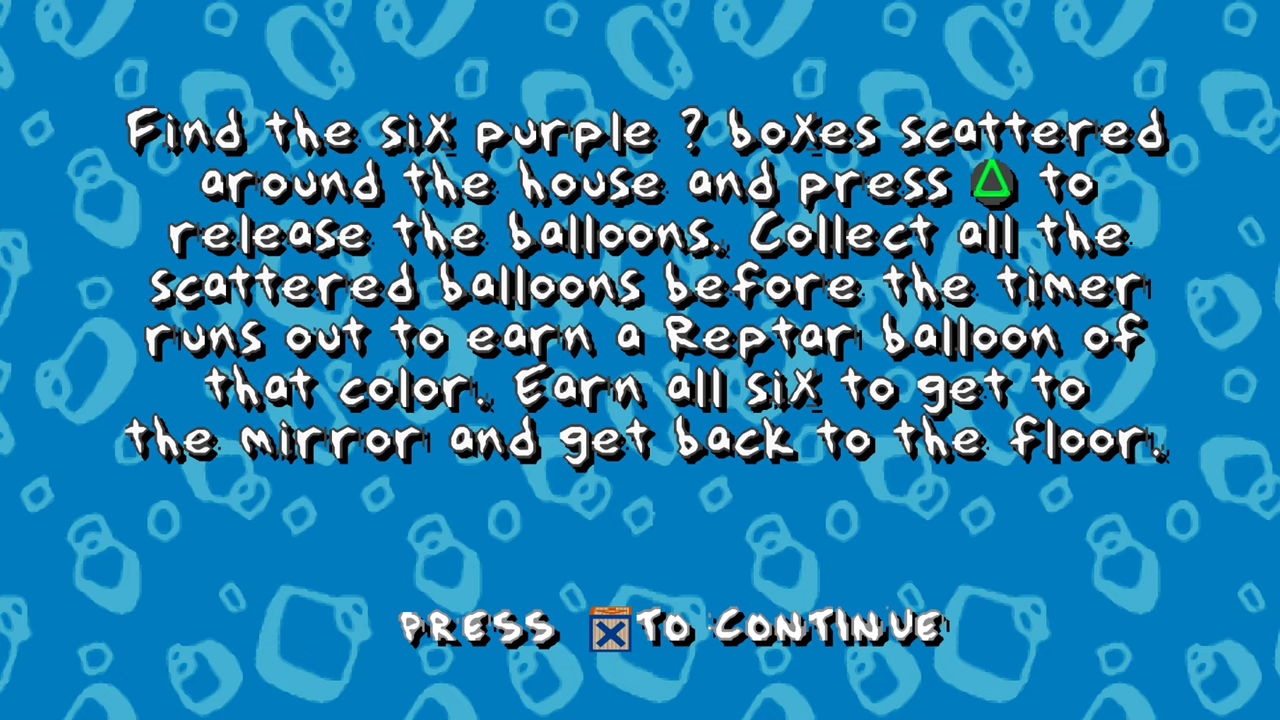 Find the six purple ? boxes scattered
around the house and press △ to
release the balloons. Collect all the
scattered balloons before the timer
runs out to earn a Reptar balloon of
that color. Earn all six to get to
the mirror and get back to the floor.
PRESS X TO CONTINUE